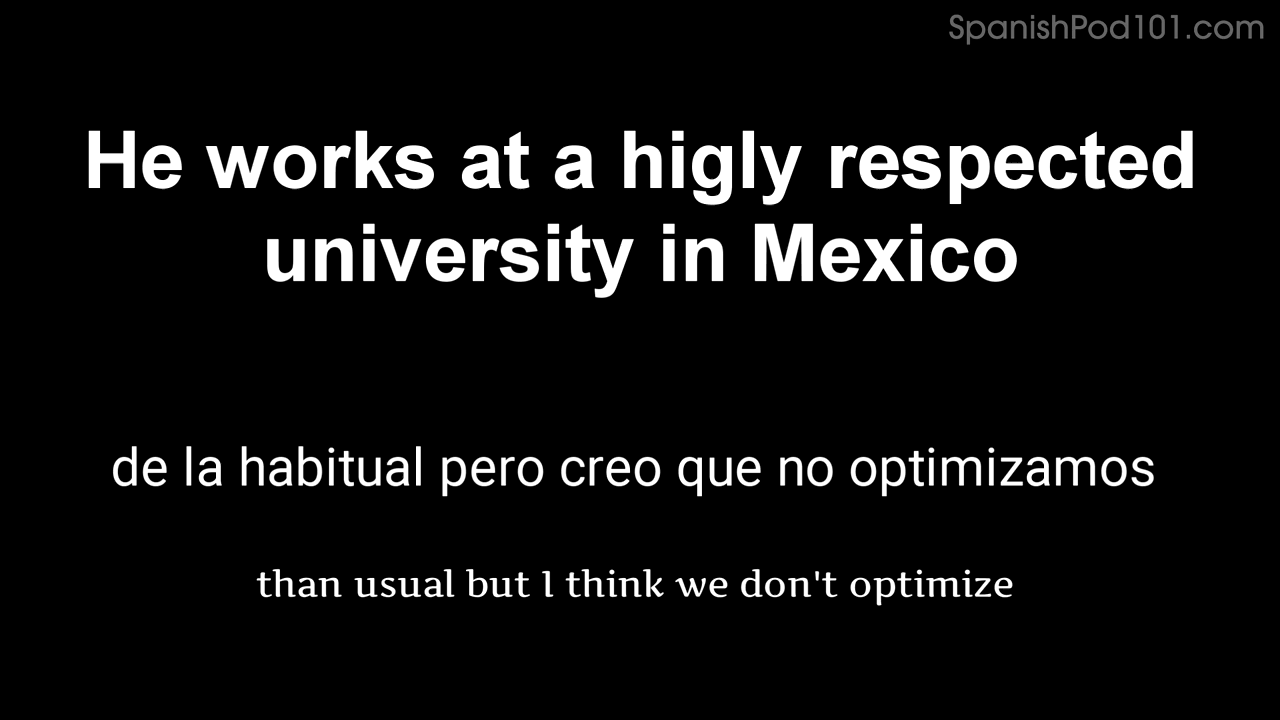 SpanishPod101.com
He works at a higly respected
university in Mexico
de la habitual pero creo que no optimizamos
than usual but I think we don't optimize